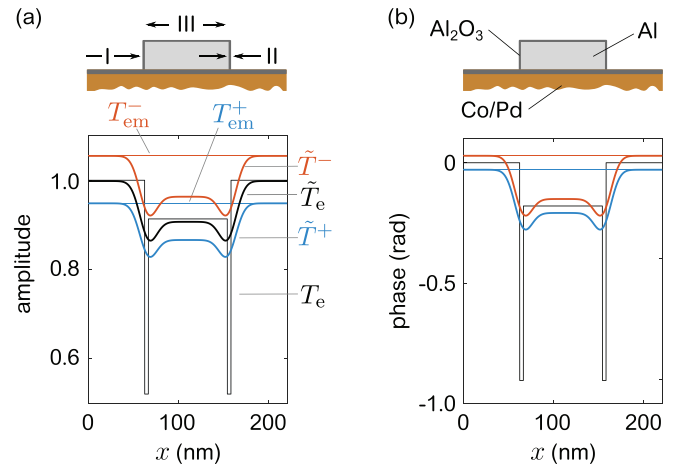 (a)
III
I
II
T⁻em
T⁺em
T̃⁻
T̃e
T̃⁺
Te
1.0
0.8
0.6
amplitude
0
100
200
x (nm)
(b)
Al₂O₃
Al
Co/Pd
0
-0.5
-1.0
phase (rad)
0
100
200
x (nm)